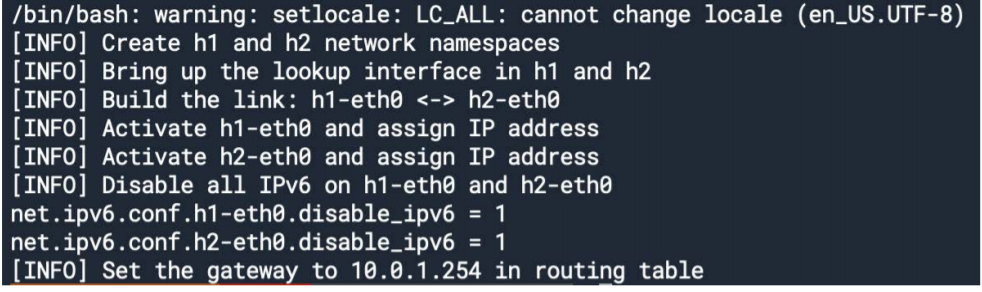 /bin/bash: warning: setlocale: LC_ALL: cannot change locale (en_US.UTF-8)
[INFO] Create h1 and h2 network namespaces
[INFO] Bring up the lookup interface in h1 and h2
[INFO] Build the link: h1-eth0 <-> h2-eth0
[INFO] Activate h1-eth0 and assign IP address
[INFO] Activate h2-eth0 and assign IP address
[INFO] Disable all IPv6 on h1-eth0 and h2-eth0
net.ipv6.conf.h1-eth0.disable_ipv6 = 1
net.ipv6.conf.h2-eth0.disable_ipv6 = 1
[INFO] Set the gateway to 10.0.1.254 in routing table